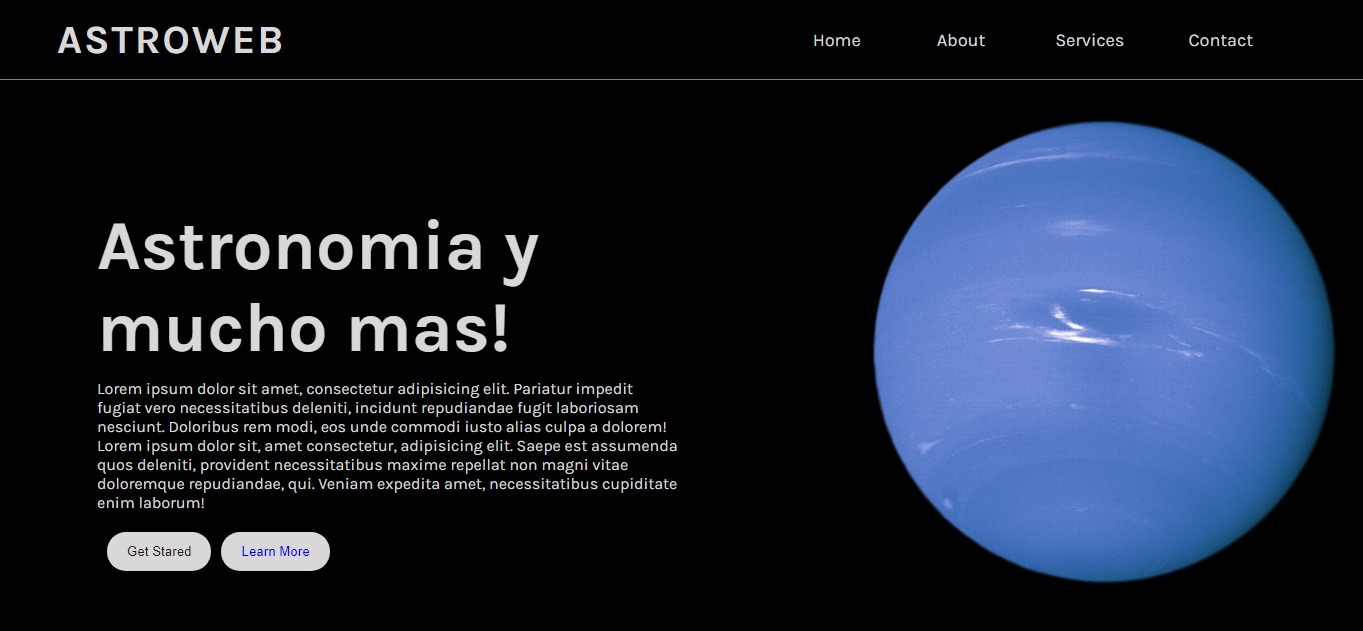 ASTROWEB
Home About Services Contact
Astronomia y
mucho mas!
Lorem ipsum dolor sit amet, consectetur adipisicing elit. Pariatur impedit
fugiat vero necessitatibus deleniti, incidunt repudiandae fugit laboriosam
nesciunt. Doloribus rem modi, eos unde commodi iusto alias culpa a dolorem!
Lorem ipsum dolor sit, amet consectetur, adipisicing elit. Saepe est assumenda
quos deleniti, provident necessitatibus maxime repellat non magni vitae
doloremque repudiandae, qui. Veniam expedita amet, necessitatibus cupiditate
enim laborum!
Get Stared Learn More